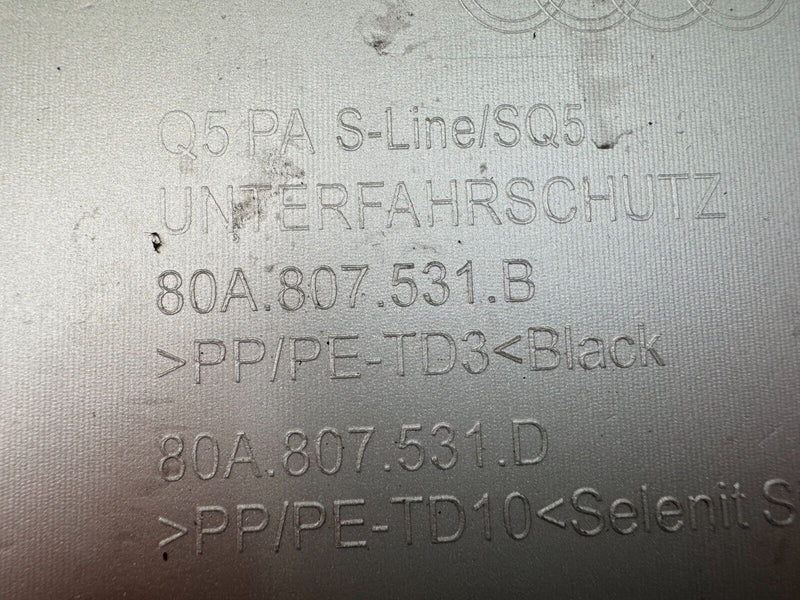 Q5 PA S-Line/SQ5
UNTERFAHRSCHUTZ
80A.807.531.B
>PP/PE-TD3<Black
80A.807.531.D
>PP/PE-TD10<Selenit S